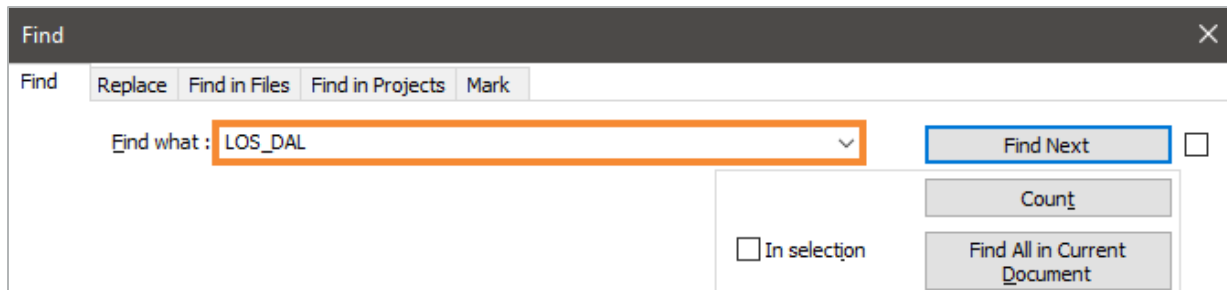 Find
Find Replace Find in Files Find in Projects Mark
Find what : LOS_DAL Find Next
Count
In selection Find All in Current
Document